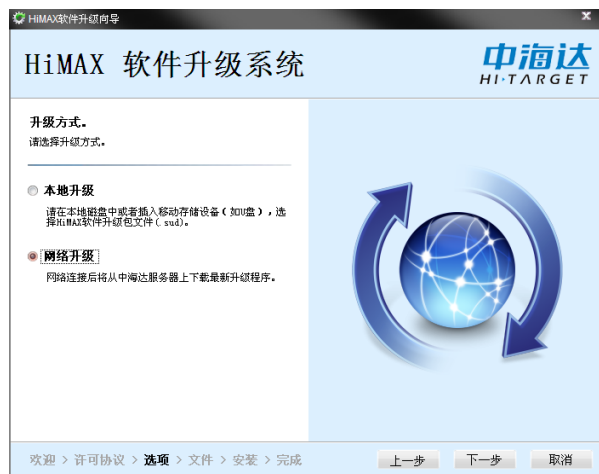 HiMAX软件升级向导
HiMAX 软件升级系统
中海达
HI·TARGET
升级方式。
请选择升级方式。
本地升级
请在本地磁盘中或者插入移动存储设备(如U盘),选
择HiMAX软件升级包文件(.sud)。
网络升级
网络连接后将从中海达服务器上下载最新升级程序。
欢迎 > 许可协议 > 选项 > 文件 > 安装 > 完成
上一步 下一步 取消